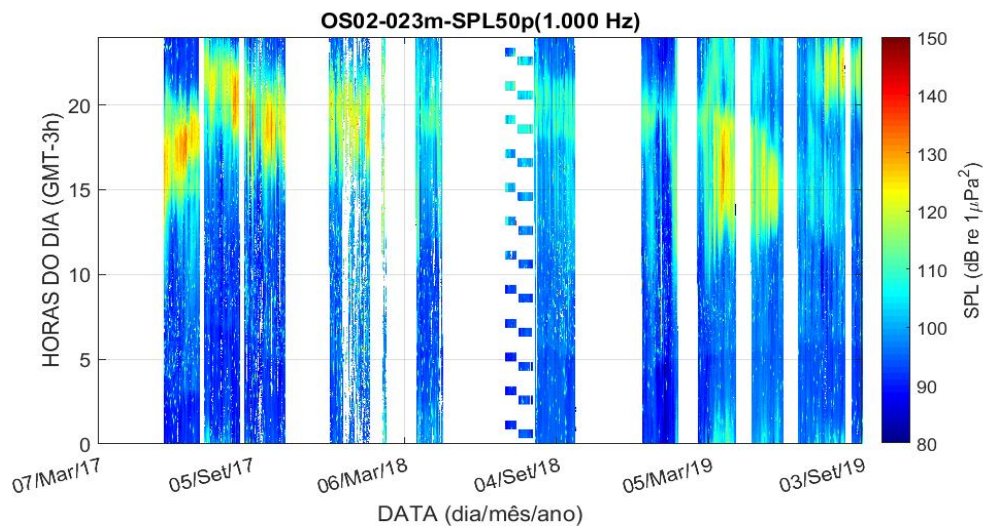 OS02-023m-SPL50p(1.000 Hz)
HORAS DO DIA (GMT-3h)
20
15
10
5
0
07/Mar/17
05/Set/17
06/Mar/18
04/Set/18
05/Mar/19
03/Set/19
DATA (dia/mês/ano)
150
140
130
120
110
100
90
80
SPL (dB re 1μPa²)